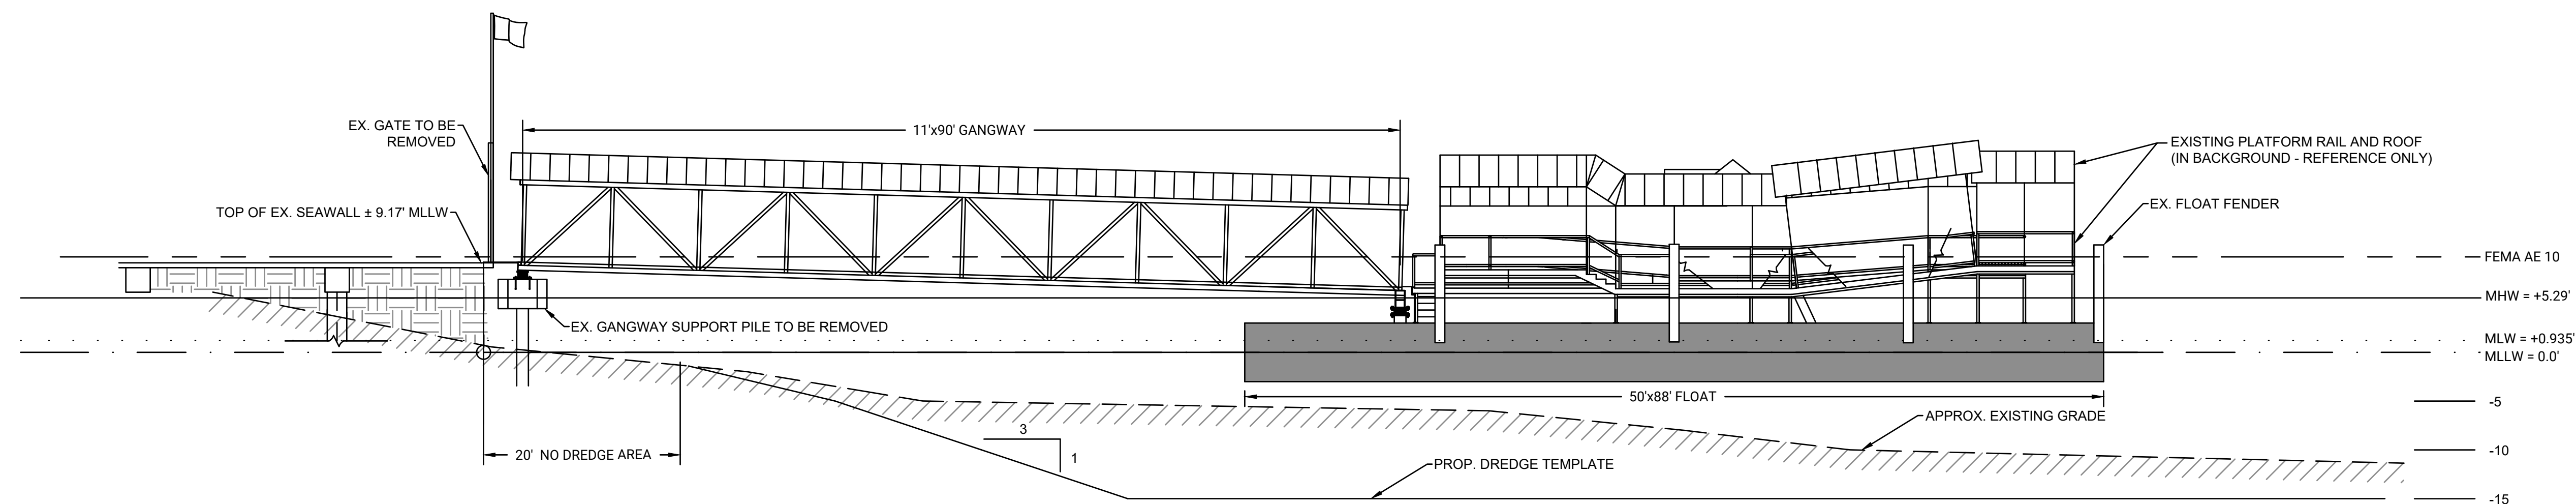 EX. GATE TO BE
REMOVED
11'x90' GANGWAY
EXISTING PLATFORM RAIL AND ROOF
(IN BACKGROUND - REFERENCE ONLY)
TOP OF EX. SEAWALL ± 9.17' MLLW
EX. FLOAT FENDER
FEMA AE 10
MHW = +5.29'
EX. GANGWAY SUPPORT PILE TO BE REMOVED
MLW = +0.935'
MLLW = 0.0'
50'x88' FLOAT
-5
APPROX. EXISTING GRADE
3
1
20' NO DREDGE AREA
-10
PROP. DREDGE TEMPLATE
-15